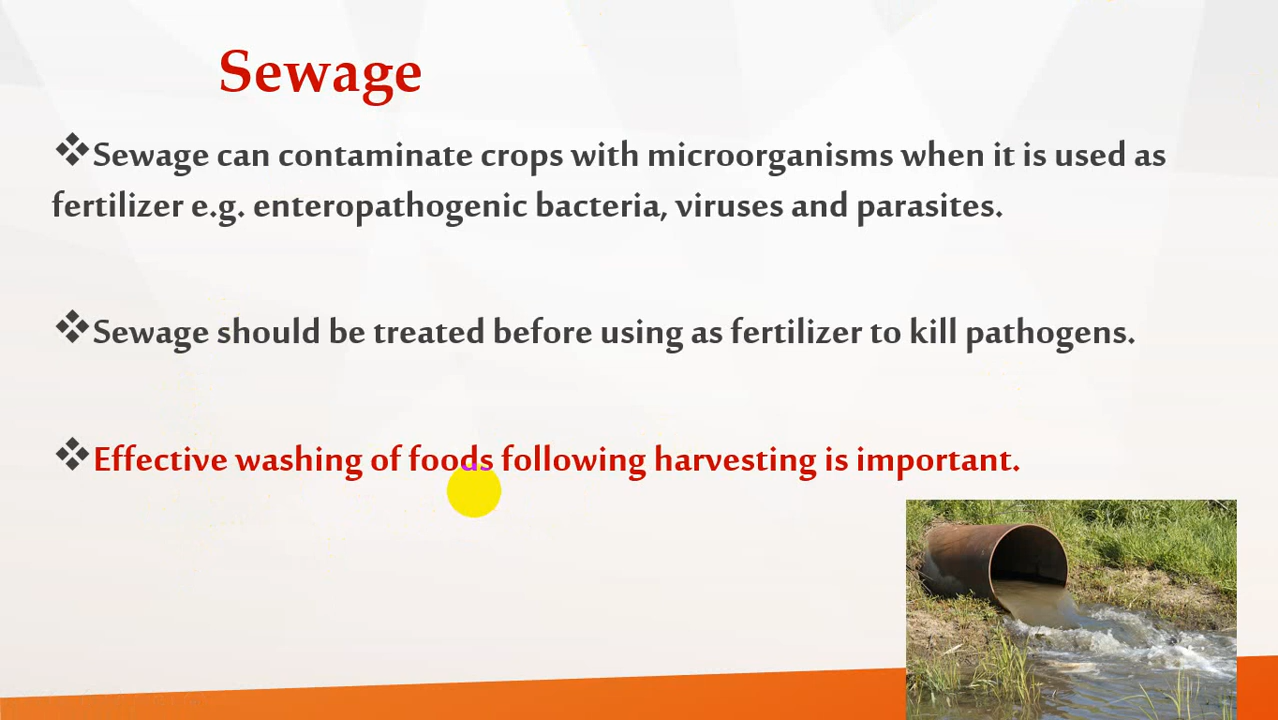 Sewage
❖Sewage can contaminate crops with microorganisms when it is used as
fertilizer e.g. enteropathogenic bacteria, viruses and parasites.
❖Sewage should be treated before using as fertilizer to kill pathogens.
❖Effective washing of foods following harvesting is important.